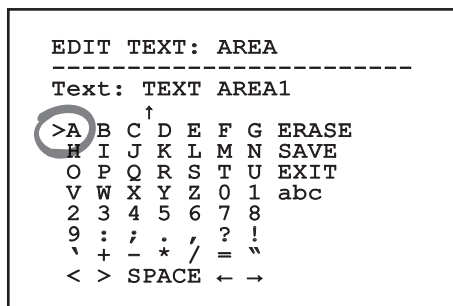 EDIT TEXT: AREA
------------------------
Text: TEXT AREA1
↑
>A B C D E F G ERASE
H I J K L M N SAVE
O P Q R S T U EXIT
V W X Y Z 0 1 abc
2 3 4 5 6 7 8
9 : ; . , ? !
‵ + - * / = ‶
< > SPACE ← →